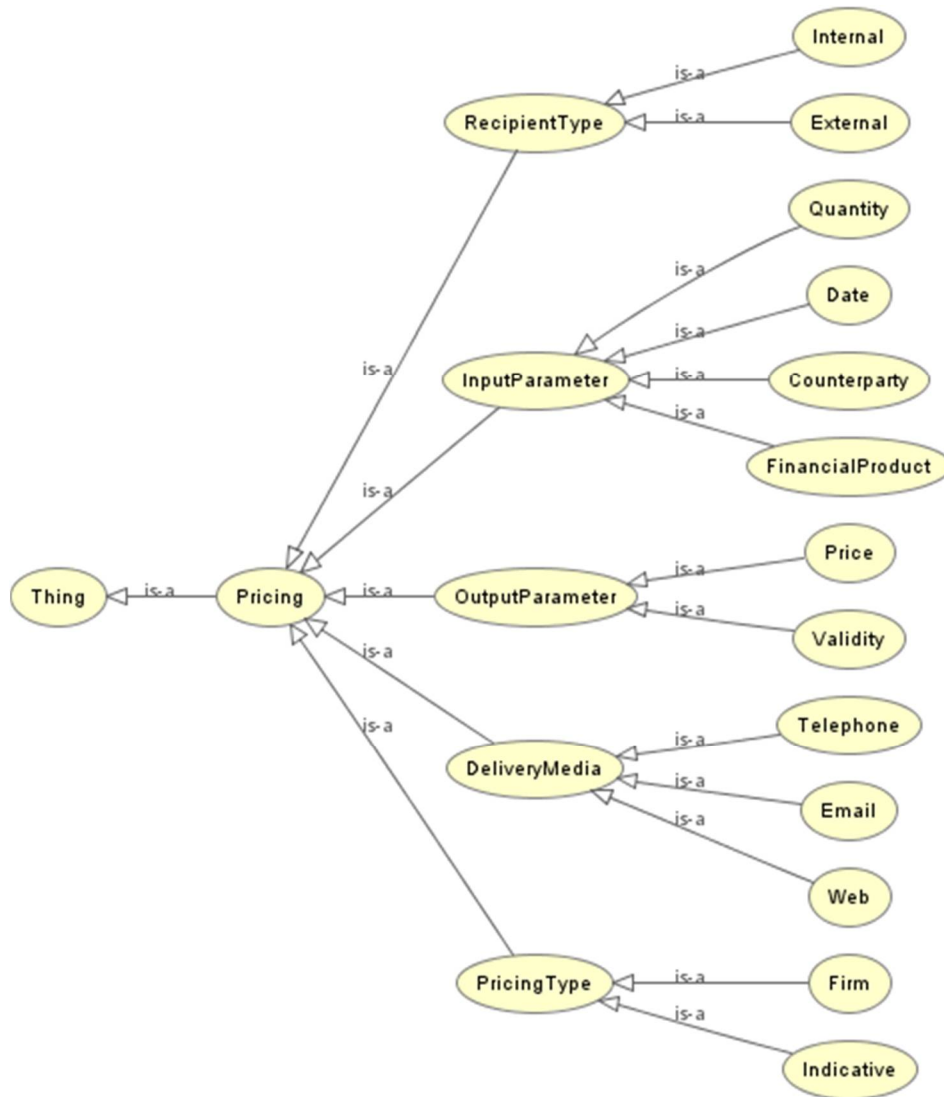 Internal
is-a
RecipientType
is-a
External
Quantity
is-a
Date
is-a
is-a
InputParameter
is-a
Counterparty
is-a
FinancialProduct
is-a
Price
is-a
Thing
is-a
Pricing
is-a
OutputParameter
is-a
Validity
is-a
Telephone
is-a
is-a
DeliveryMedia
is-a
Email
is-a
Web
PricingType
is-a
Firm
is-a
Indicative